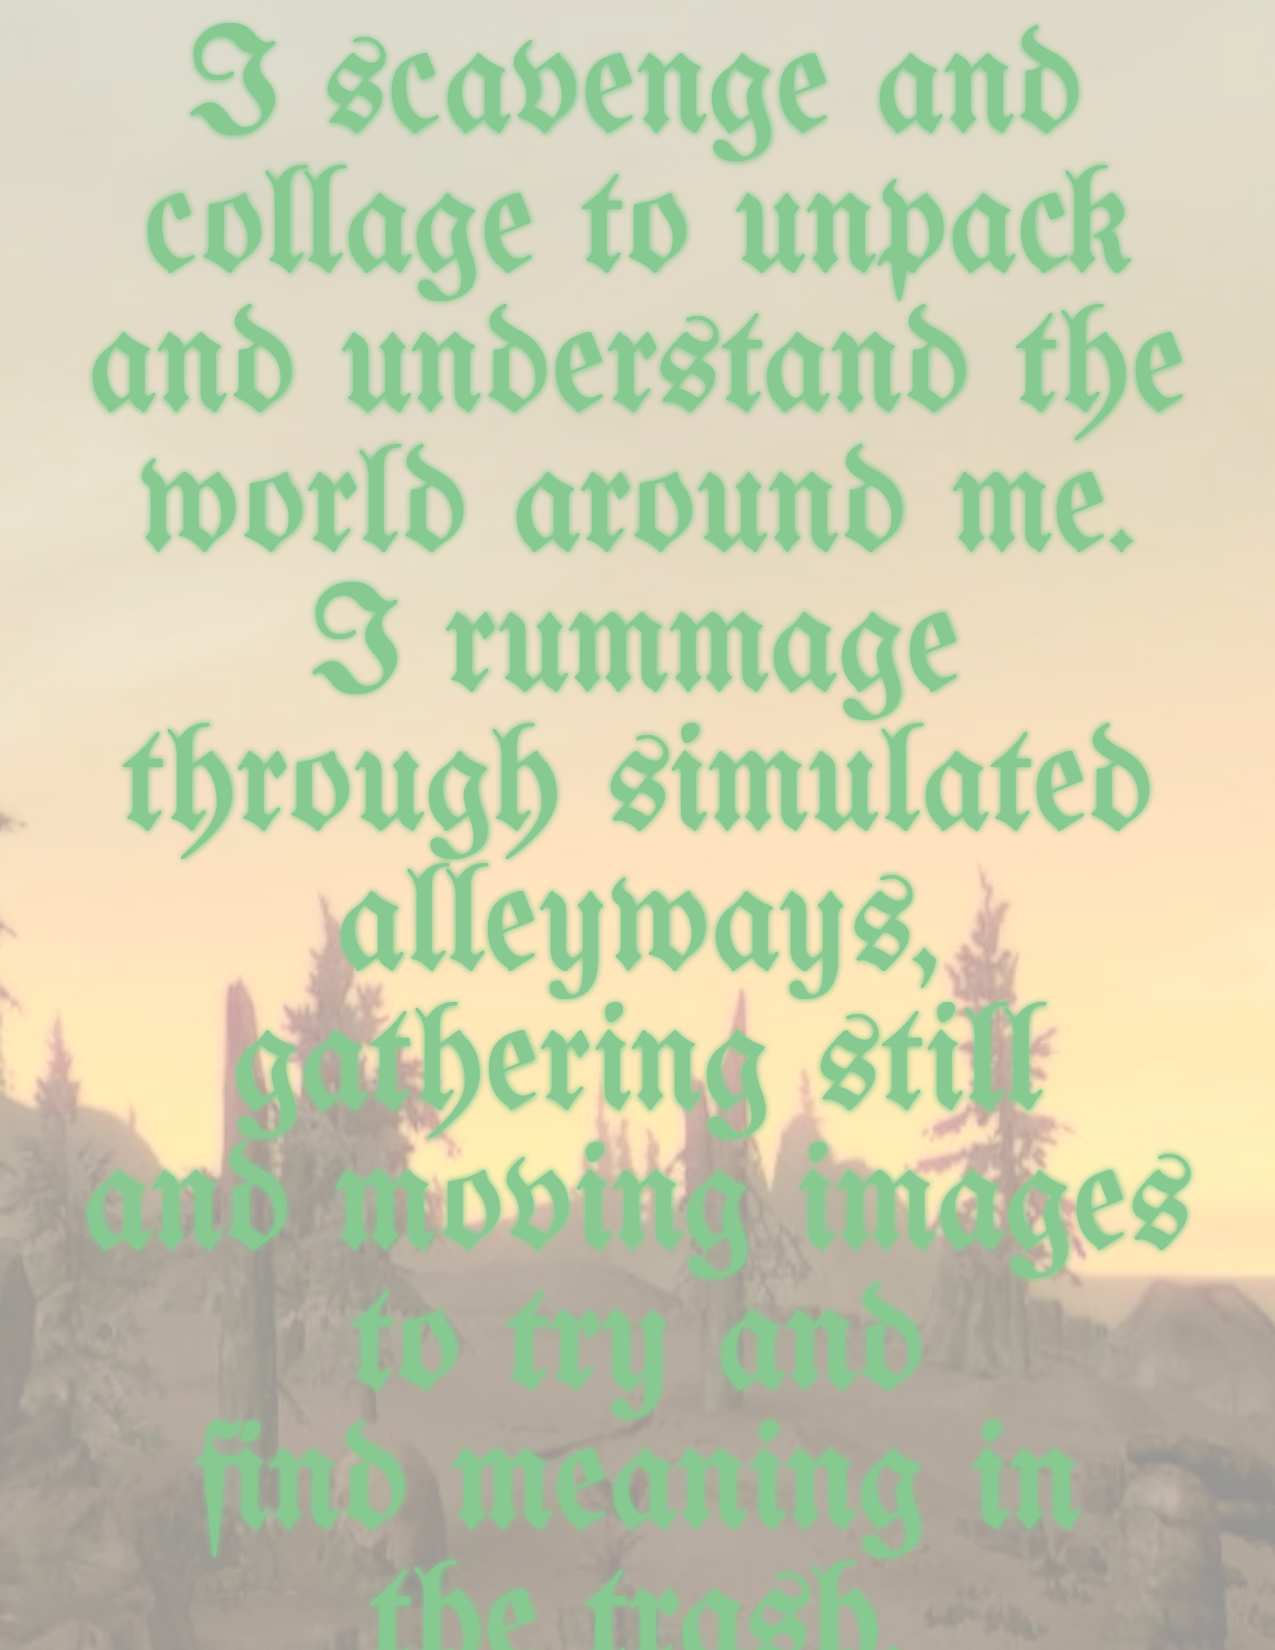 I scavenge and
collage to unpack
and understand the
world around me.
I rummage
through simulated
alleyways,
gathering still
and moving images
to try and
find meaning in
the trash.